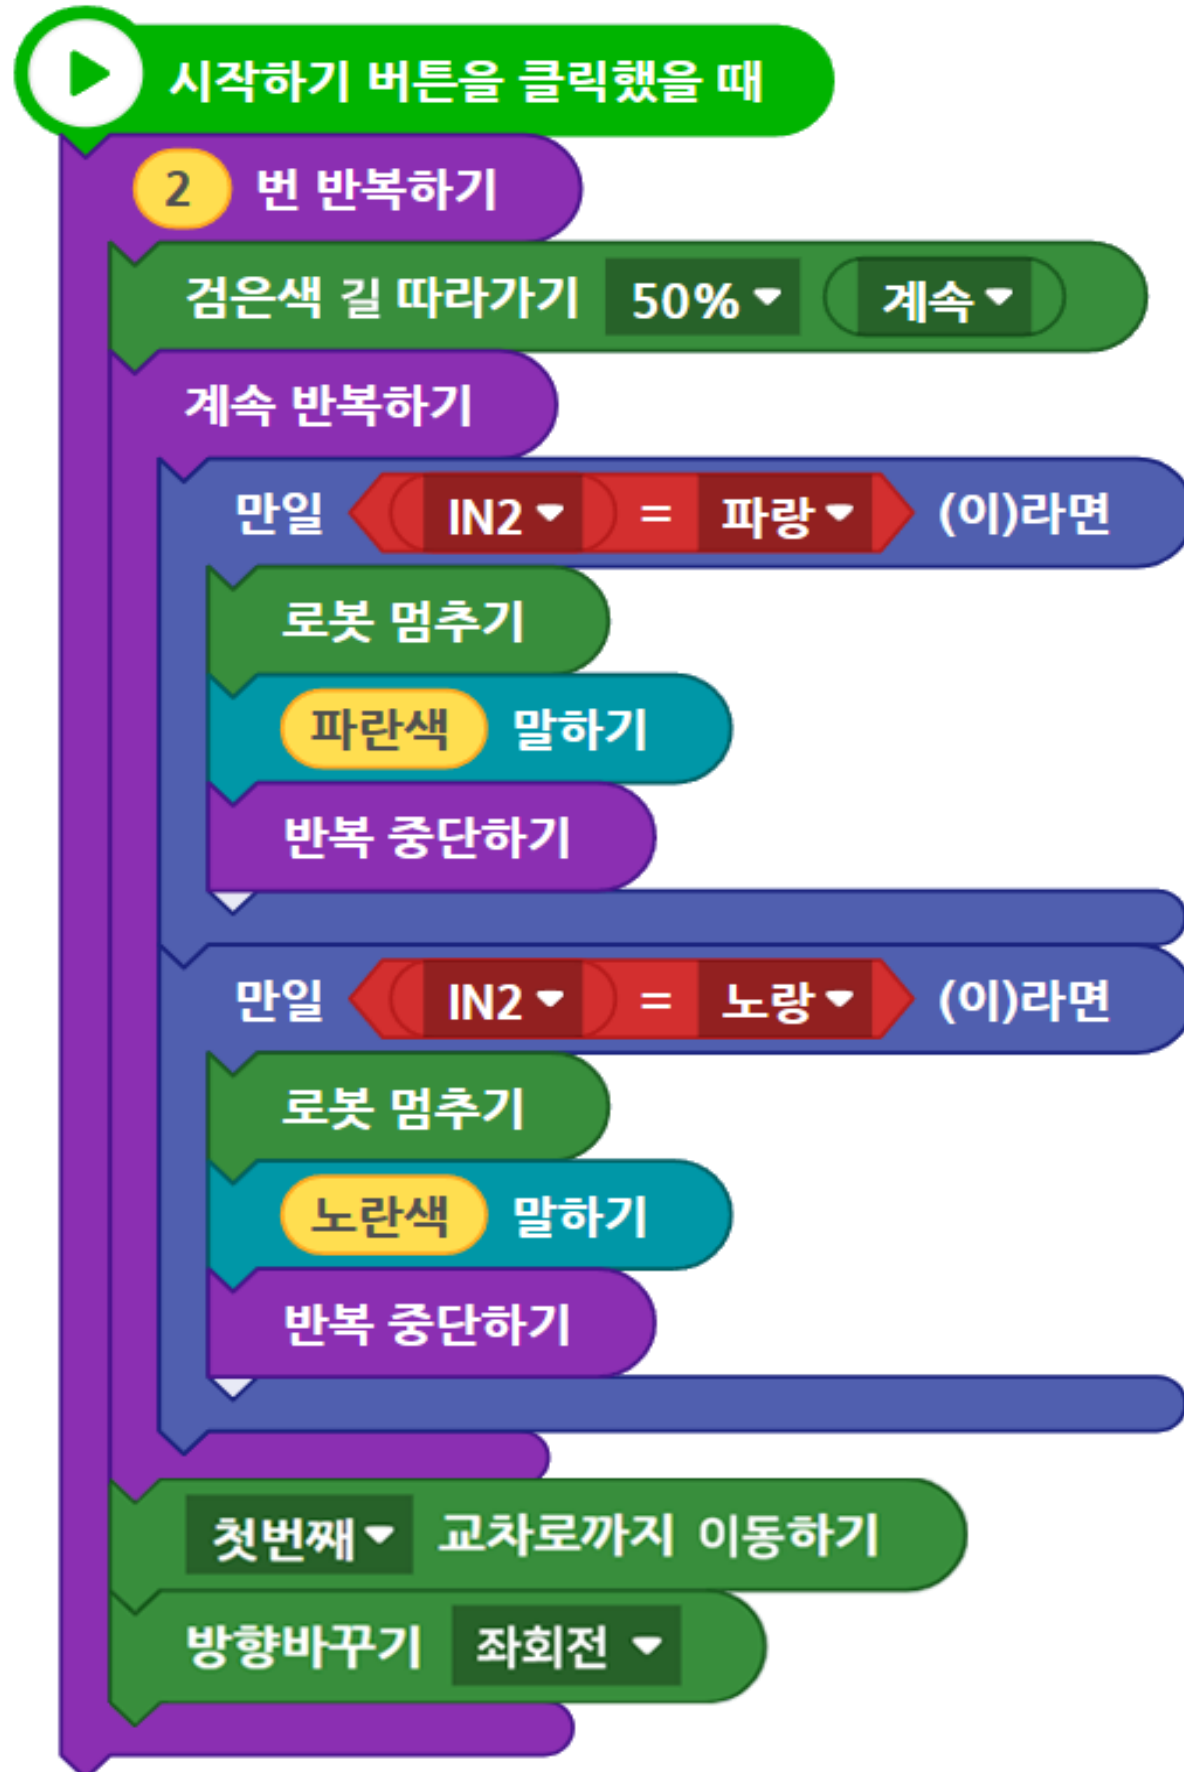 시작하기 버튼을 클릭했을 때
2 번 반복하기
검은색 길 따라가기 50% 계속
계속 반복하기
만일 IN2 = 파랑 (이)라면
로봇 멈추기
파란색 말하기
반복 중단하기
만일 IN2 = 노랑 (이)라면
로봇 멈추기
노란색 말하기
반복 중단하기
첫번째 교차로까지 이동하기
방향바꾸기 좌회전